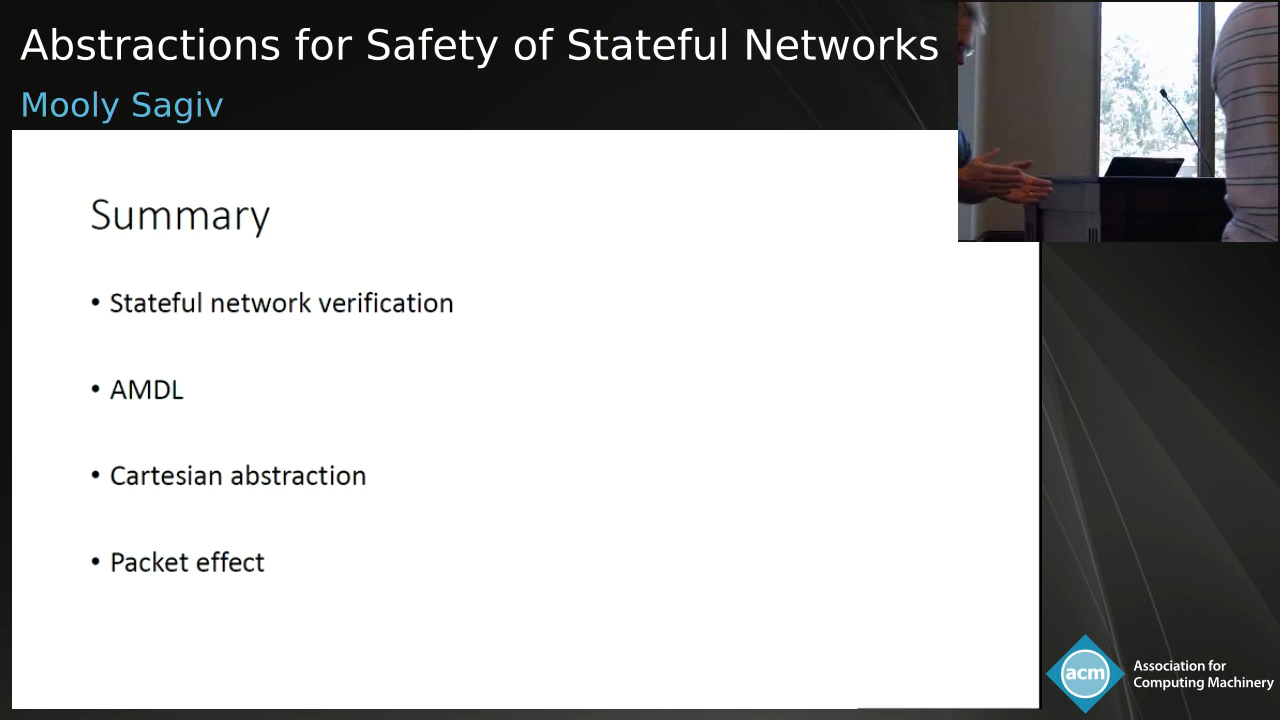 Abstractions for Safety of Stateful Networks
Mooly Sagiv
Summary
• Stateful network verification
• AMDL
• Cartesian abstraction
• Packet effect
acm
Association for
Computing Machinery